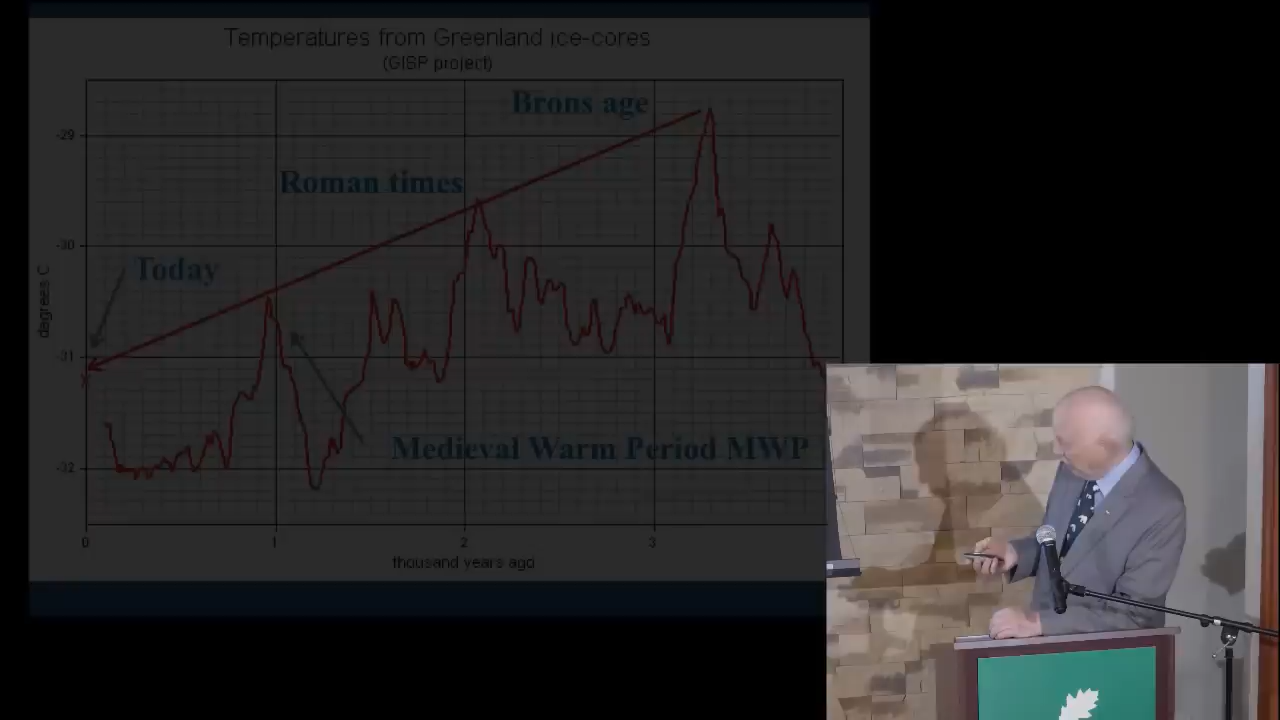 Temperatures from Greenland ice-cores
(GISP project)
Brons age
-29
Roman times
-30
Today
degrees C
-31
Medieval Warm Period MWP
-32
0
1
2
3
thousand years ago